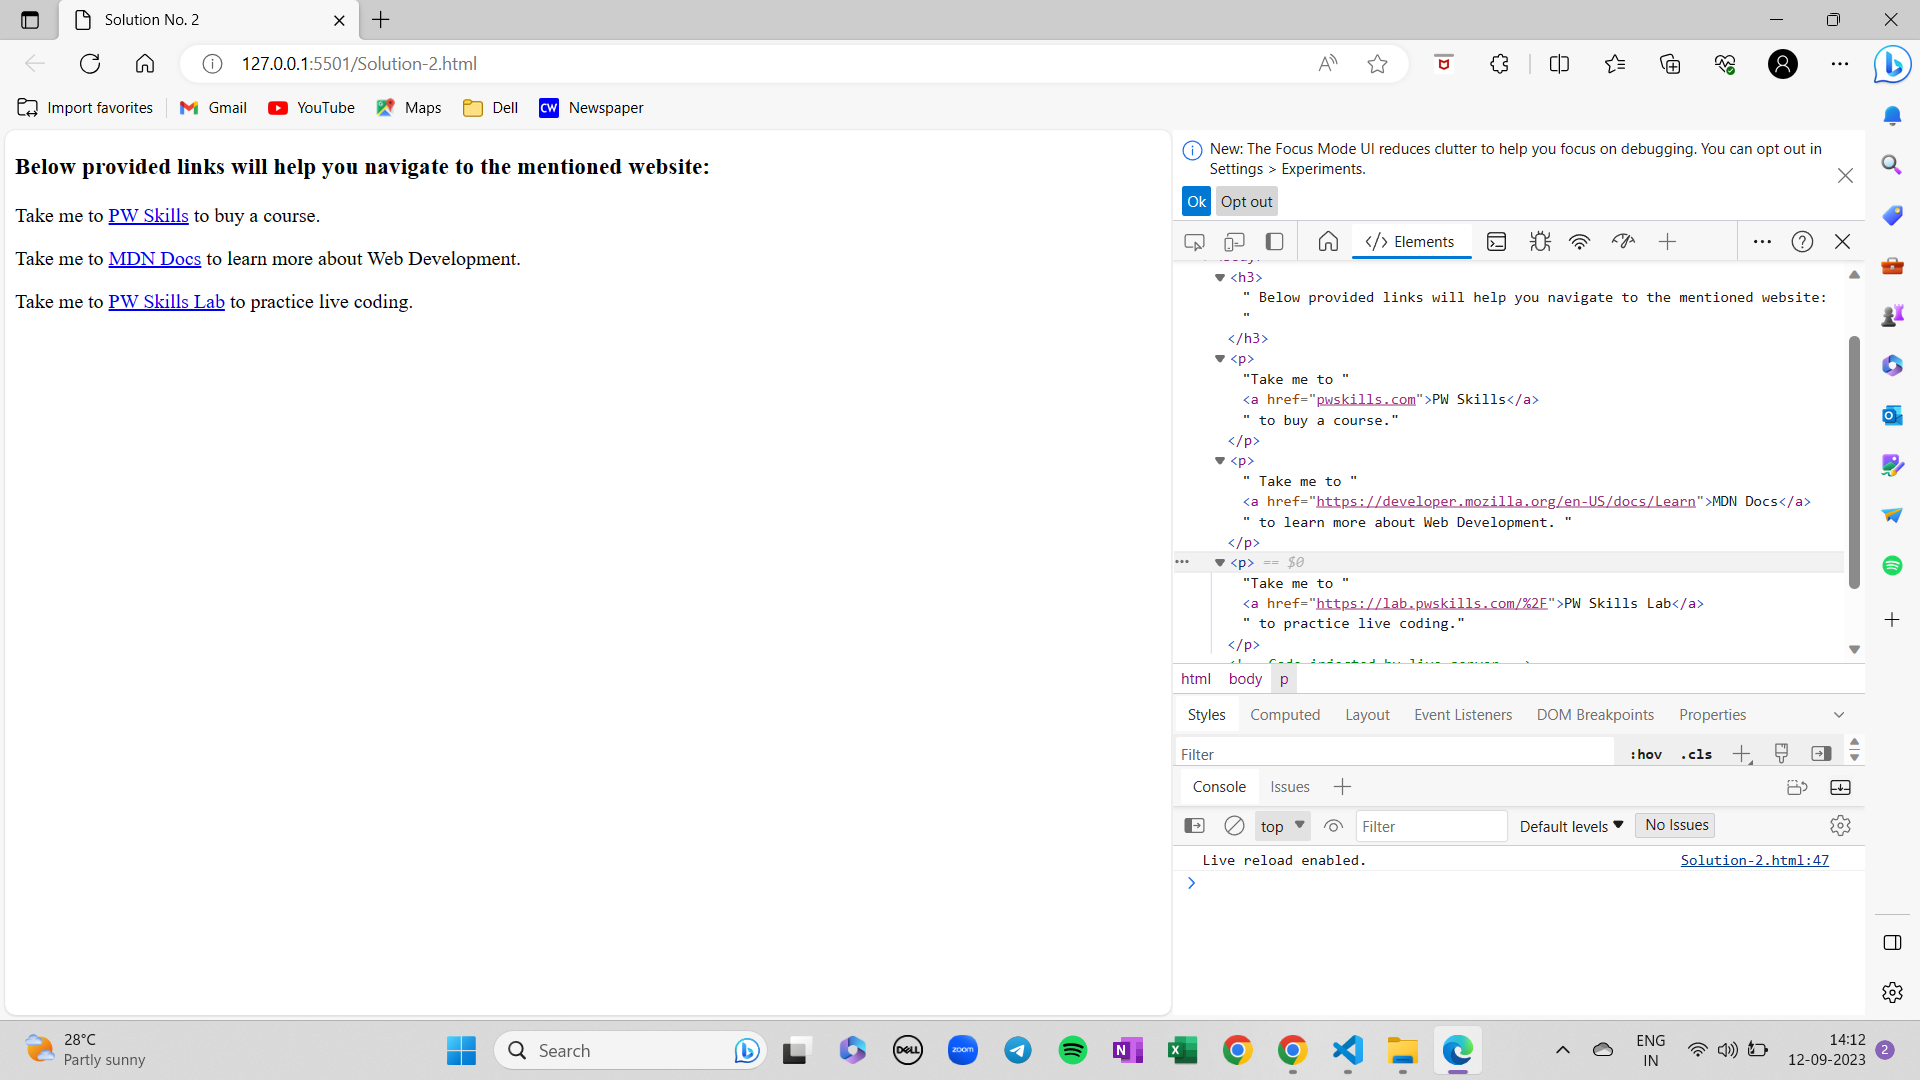 Solution No. 2
127.0.0.1:5501/Solution-2.html
Import favorites
Gmail
YouTube
Maps
Dell
CW
Newspaper
Below provided links will help you navigate to the mentioned website:
Take me to PW Skills to buy a course.
Take me to MDN Docs to learn more about Web Development.
Take me to PW Skills Lab to practice live coding.
New: The Focus Mode UI reduces clutter to help you focus on debugging. You can opt out in
Settings > Experiments.
Ok
Opt out
Elements
<h3>
" Below provided links will help you navigate to the mentioned website:
"
</h3>
<p>
"Take me to "
<a href="pwskills.com">PW Skills</a>
" to buy a course."
</p>
<p>
" Take me to "
<a href="https://developer.mozilla.org/en-US/docs/Learn">MDN Docs</a>
" to learn more about Web Development. "
</p>
<p> == $0
"Take me to "
<a href="https://lab.pwskills.com/%2F">PW Skills Lab</a>
" to practice live coding."
</p>
html body p
Styles Computed Layout Event Listeners DOM Breakpoints Properties
Filter
:hov .cls
Console Issues
top
Filter
Default levels
No Issues
Live reload enabled.
Solution-2.html:47
28°C
Partly sunny
Search
DELL
zoom
ENG
IN
14:12
12-09-2023
2